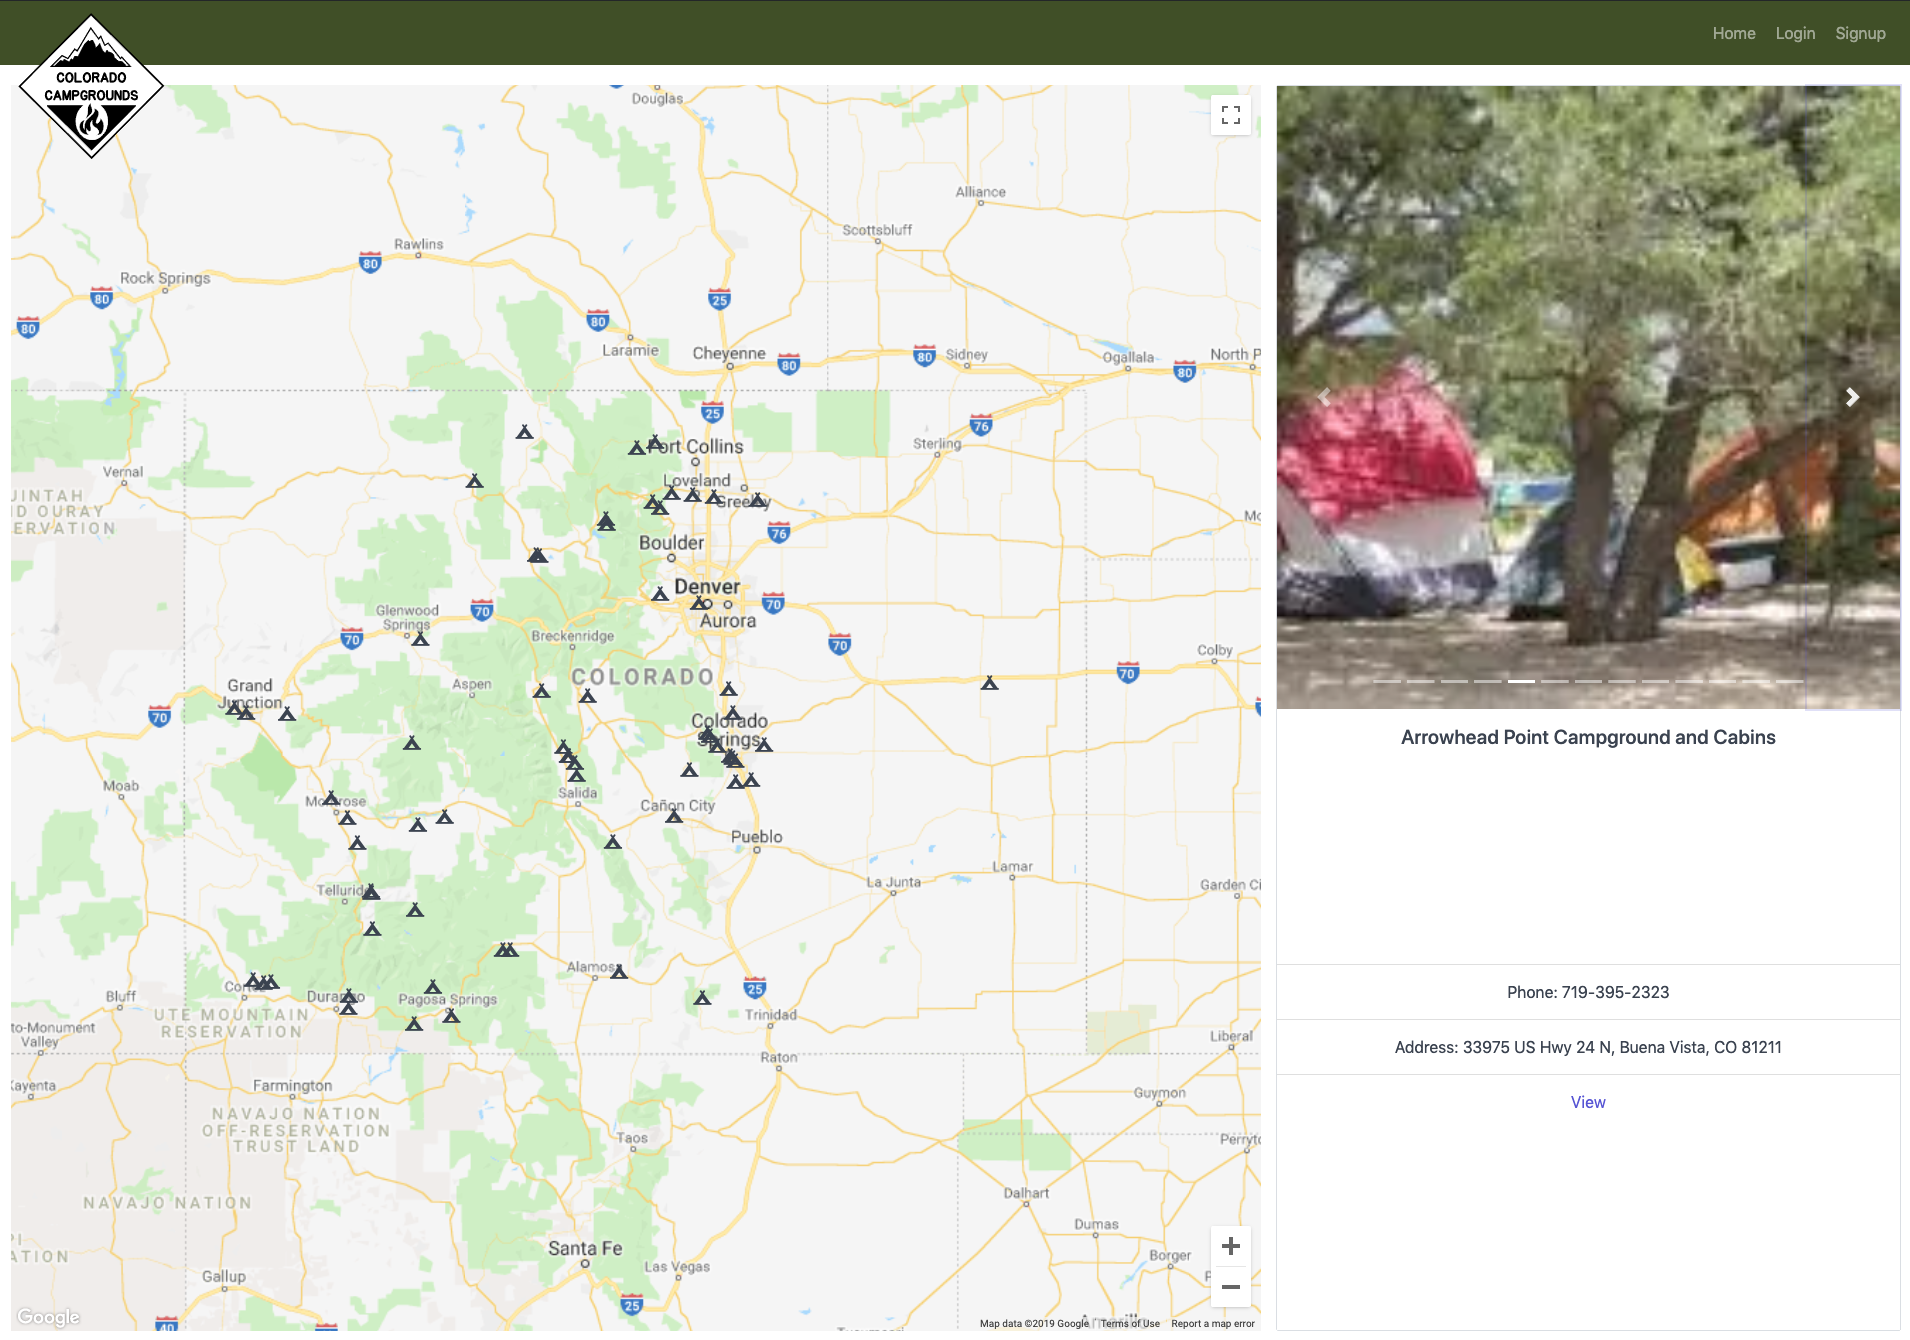 Home Login Signup
COLORADO
CAMPGROUNDS
Douglas
Alliance
Scottsbluff
Rawlins
80
Rock Springs
80
25
80
80
Laramie
Cheyenne
80
80
Sidney
Ogallala
North P
80
25
76
Sterling
Fort Collins
Vernal
Loveland
Greeley
UINTAH
ND OURAY
SERVATION
76
Boulder
Denver
70
Aurora
Glenwood
Springs
70
70
Breckenridge
70
Colby
COLORADO
70
Aspen
Grand
Junction
70
Colorado
Springs
Moab
Montrose
Salida
Cañon City
Pueblo
Lamar
La Junta
Garden Ci
Telluride
Alamosa
25
Cortez
Bluff
Durango
Pagosa Springs
UTE MOUNTAIN
RESERVATION
Trinidad
to-Monument
Valley
Liberal
Raton
Kayenta
Farmington
Guymon
NAVAJO NATION
OFF-RESERVATION
TRUST LAND
Taos
Perryto
NAVAJO NATION
Dalhart
Dumas
PI
ATION
Santa Fe
Las Vegas
Borger
Gallup
25
40
Google
Amarillo
Map data ©2019 Google
Terms of Use
Report a map error
Arrowhead Point Campground and Cabins
Phone: 719-395-2323
Address: 33975 US Hwy 24 N, Buena Vista, CO 81211
View